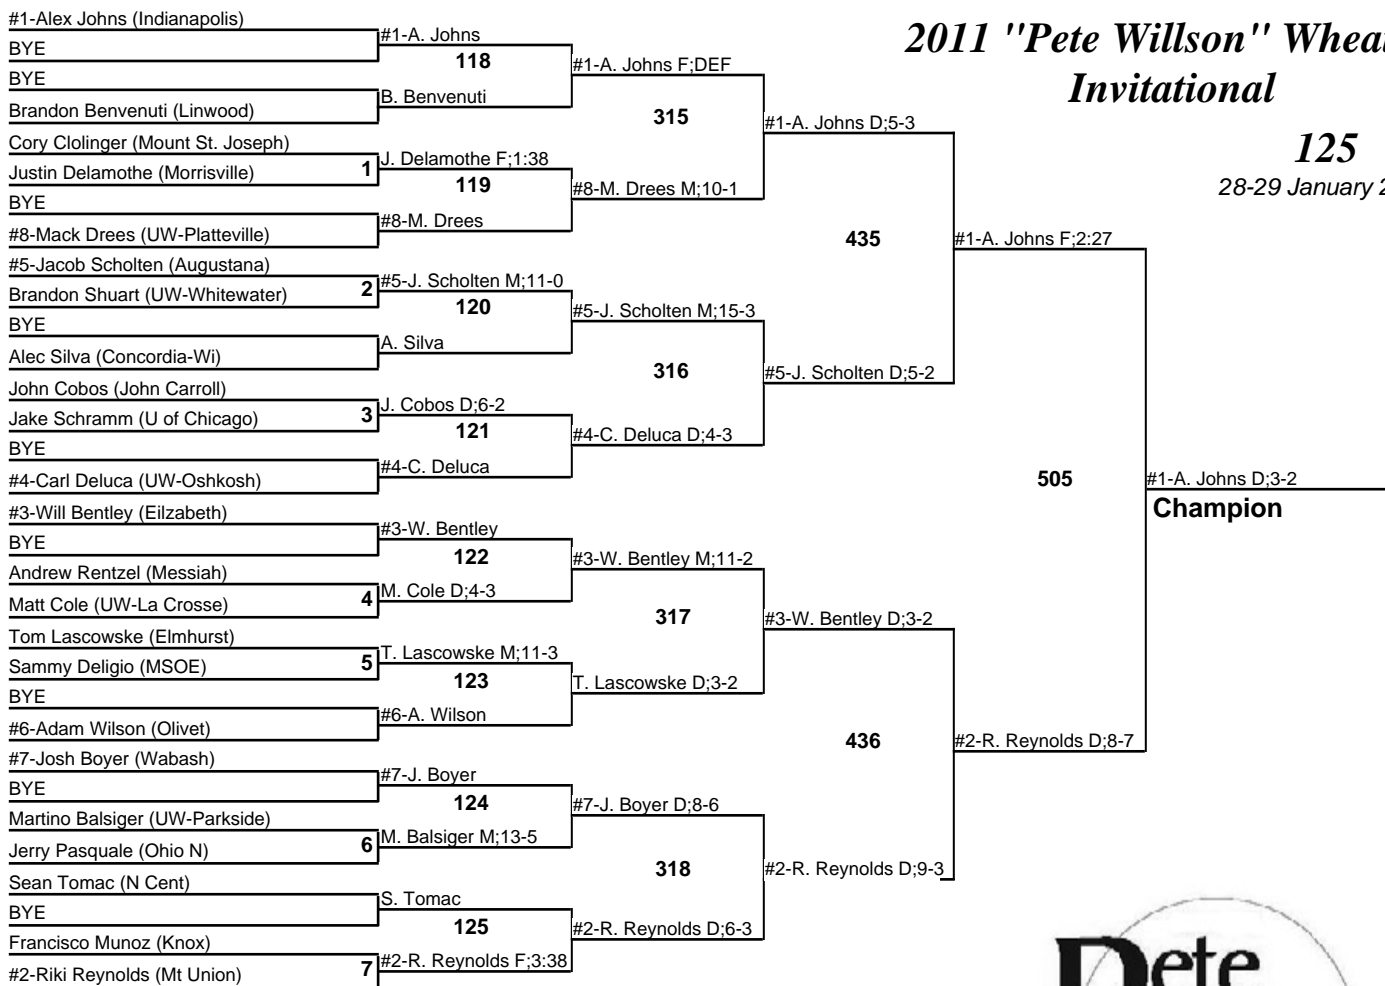 #1-Alex Johns (Indianapolis)
BYE
BYE
Brandon Benvenuti (Linwood)
Cory Clolinger (Mount St. Joseph)
Justin Delamothe (Morrisville)
1
BYE
#8-Mack Drees (UW-Platteville)
#5-Jacob Scholten (Augustana)
Brandon Shuart (UW-Whitewater)
2
BYE
Alec Silva (Concordia-Wi)
John Cobos (John Carroll)
Jake Schramm (U of Chicago)
3
BYE
#4-Carl Deluca (UW-Oshkosh)
#3-Will Bentley (Eilzabeth)
BYE
Andrew Rentzel (Messiah)
Matt Cole (UW-La Crosse)
4
Tom Lascowske (Elmhurst)
Sammy Deligio (MSOE)
5
BYE
#6-Adam Wilson (Olivet)
#7-Josh Boyer (Wabash)
BYE
Martino Balsiger (UW-Parkside)
Jerry Pasquale (Ohio N)
6
Sean Tomac (N Cent)
BYE
Francisco Munoz (Knox)
#2-Riki Reynolds (Mt Union)
7
#1-A. Johns
118
B. Benvenuti
J. Delamothe F;1:38
119
#8-M. Drees
#5-J. Scholten M;11-0
120
A. Silva
J. Cobos D;6-2
121
#4-C. Deluca
#3-W. Bentley
122
M. Cole D;4-3
T. Lascowske M;11-3
123
#6-A. Wilson
#7-J. Boyer
124
M. Balsiger M;13-5
S. Tomac
125
#2-R. Reynolds F;3:38
#1-A. Johns F;DEF
315
#8-M. Drees M;10-1
#5-J. Scholten M;15-3
316
#4-C. Deluca D;4-3
#3-W. Bentley M;11-2
317
T. Lascowske D;3-2
#7-J. Boyer D;8-6
318
#2-R. Reynolds D;6-3
#1-A. Johns D;5-3
435
#5-J. Scholten D;5-2
#3-W. Bentley D;3-2
436
#2-R. Reynolds D;9-3
#1-A. Johns F;2:27
505
#2-R. Reynolds D;8-7
#1-A. Johns D;3-2
Champion
2011 "Pete Willson" Whea
Invitational
125
28-29 January 2
Pete